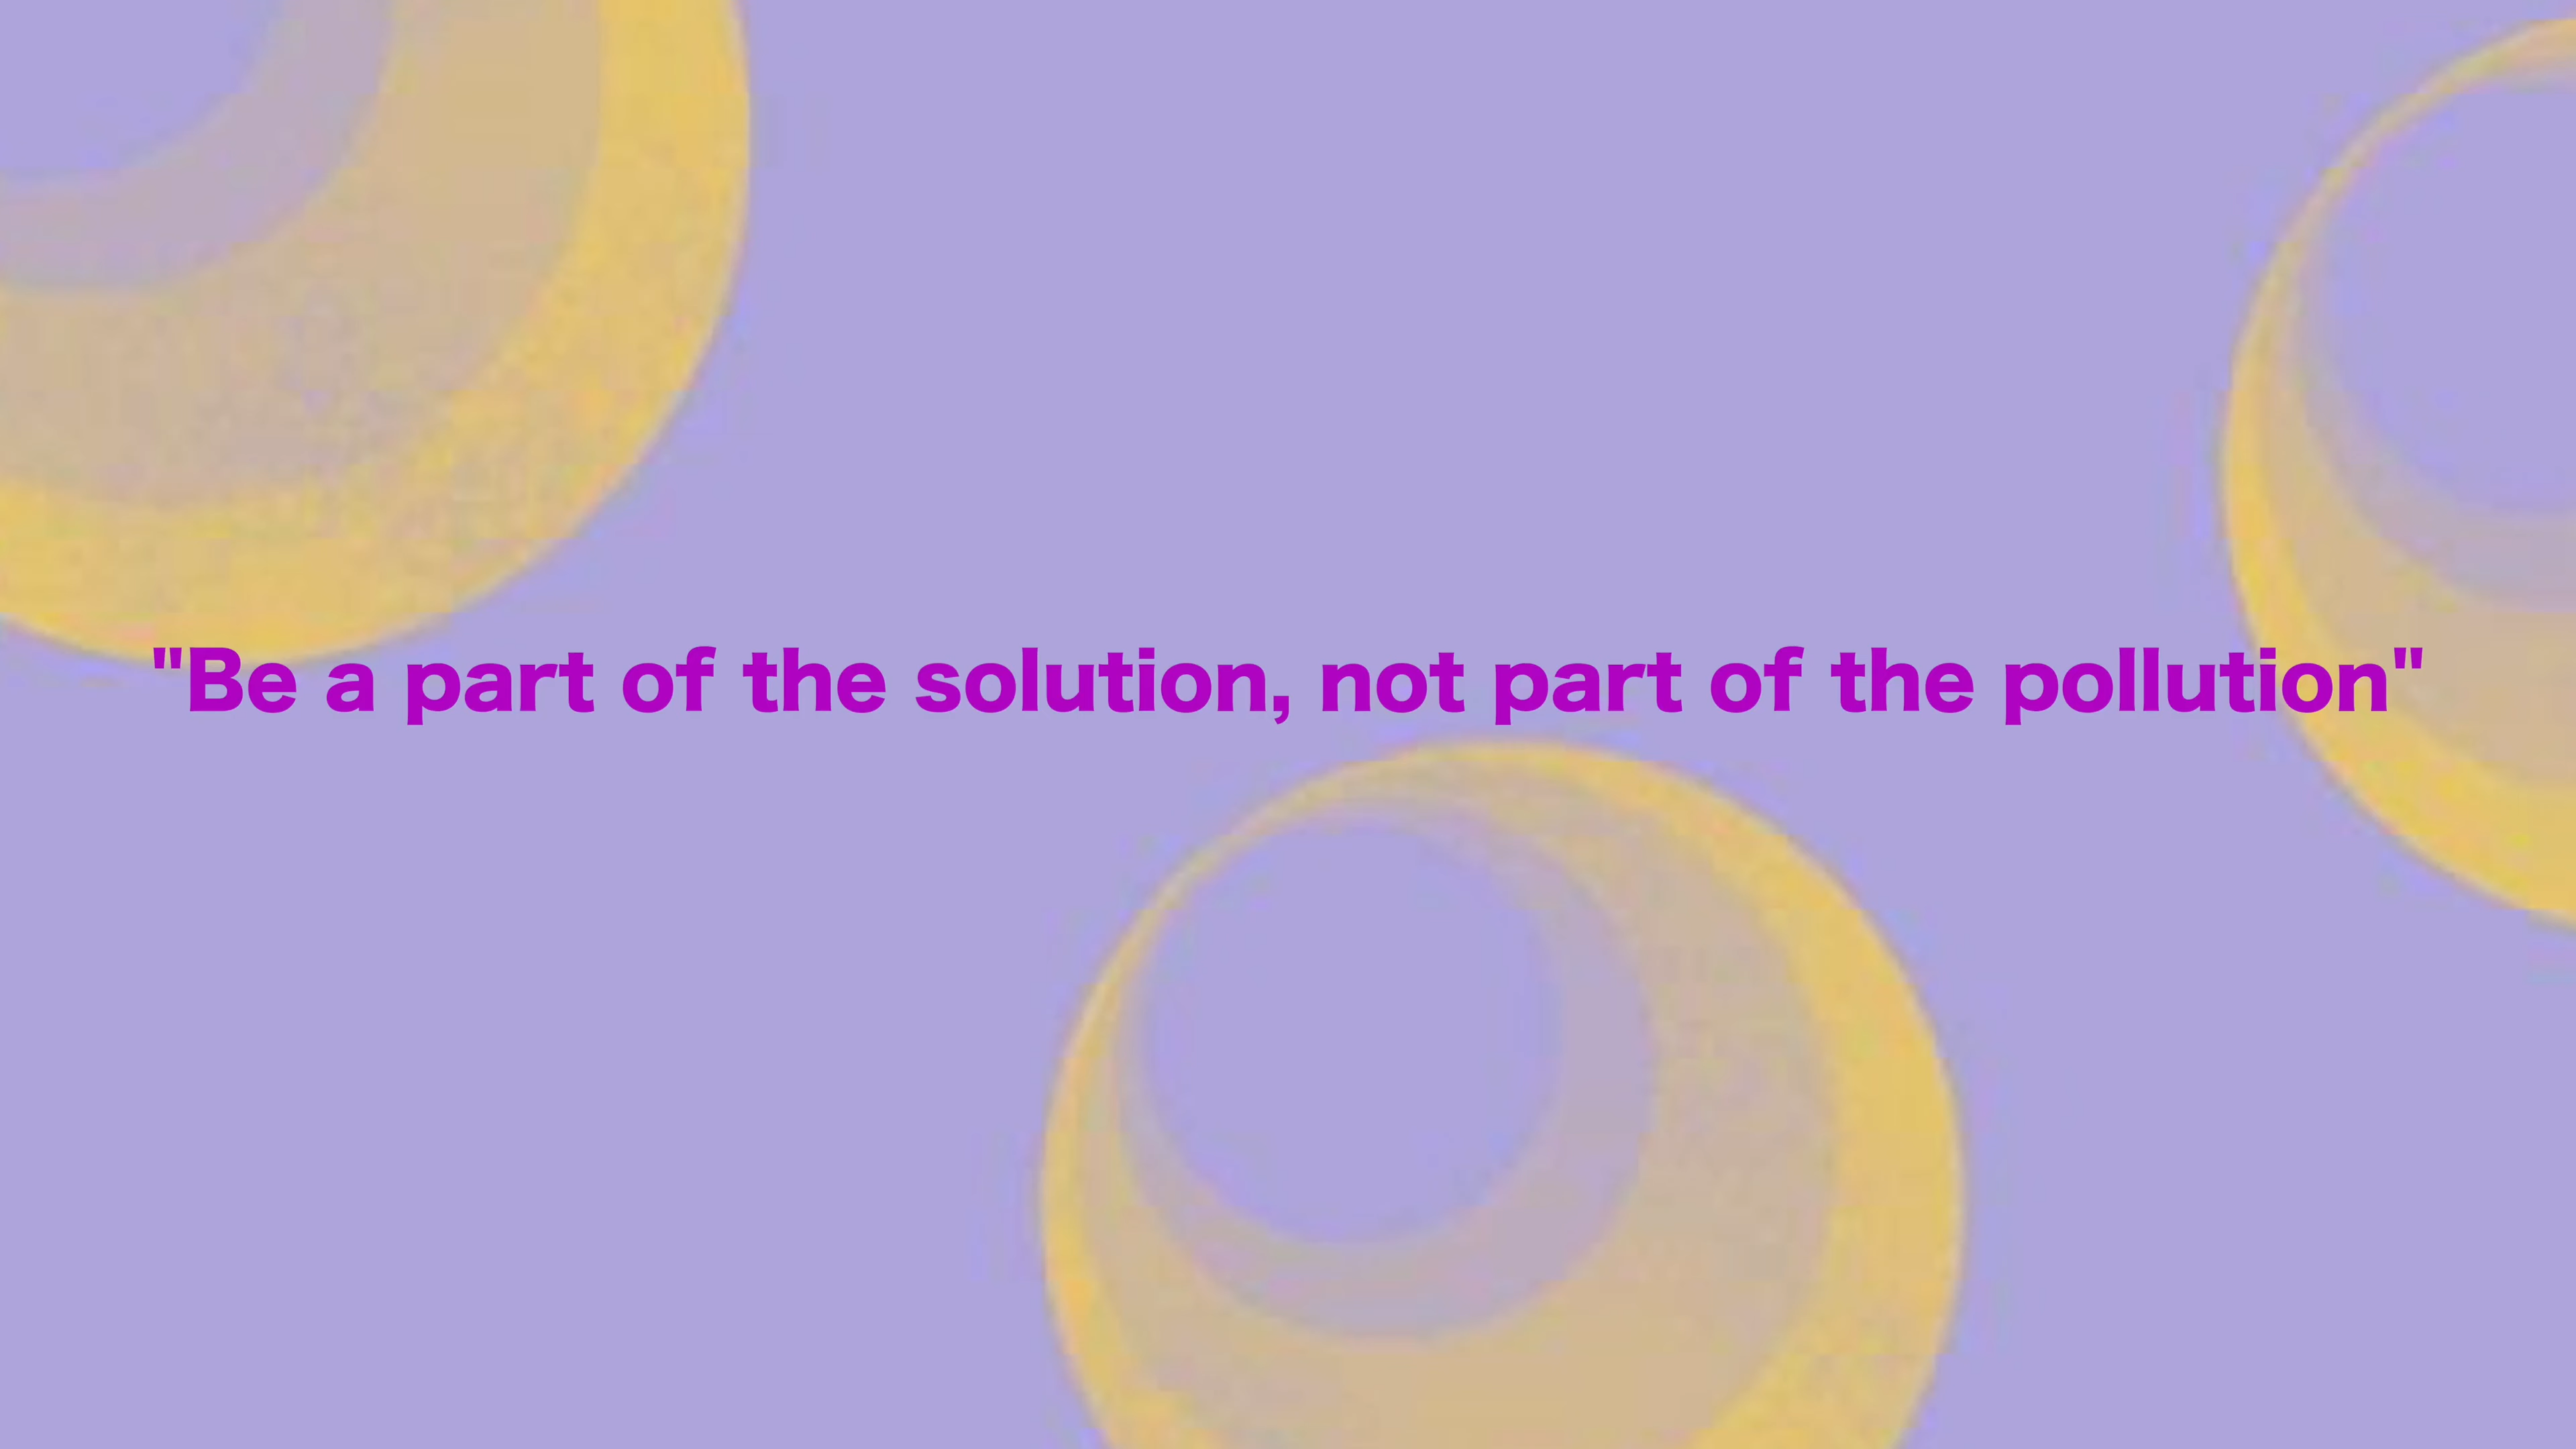 "Be a part of the solution, not part of the pollution"